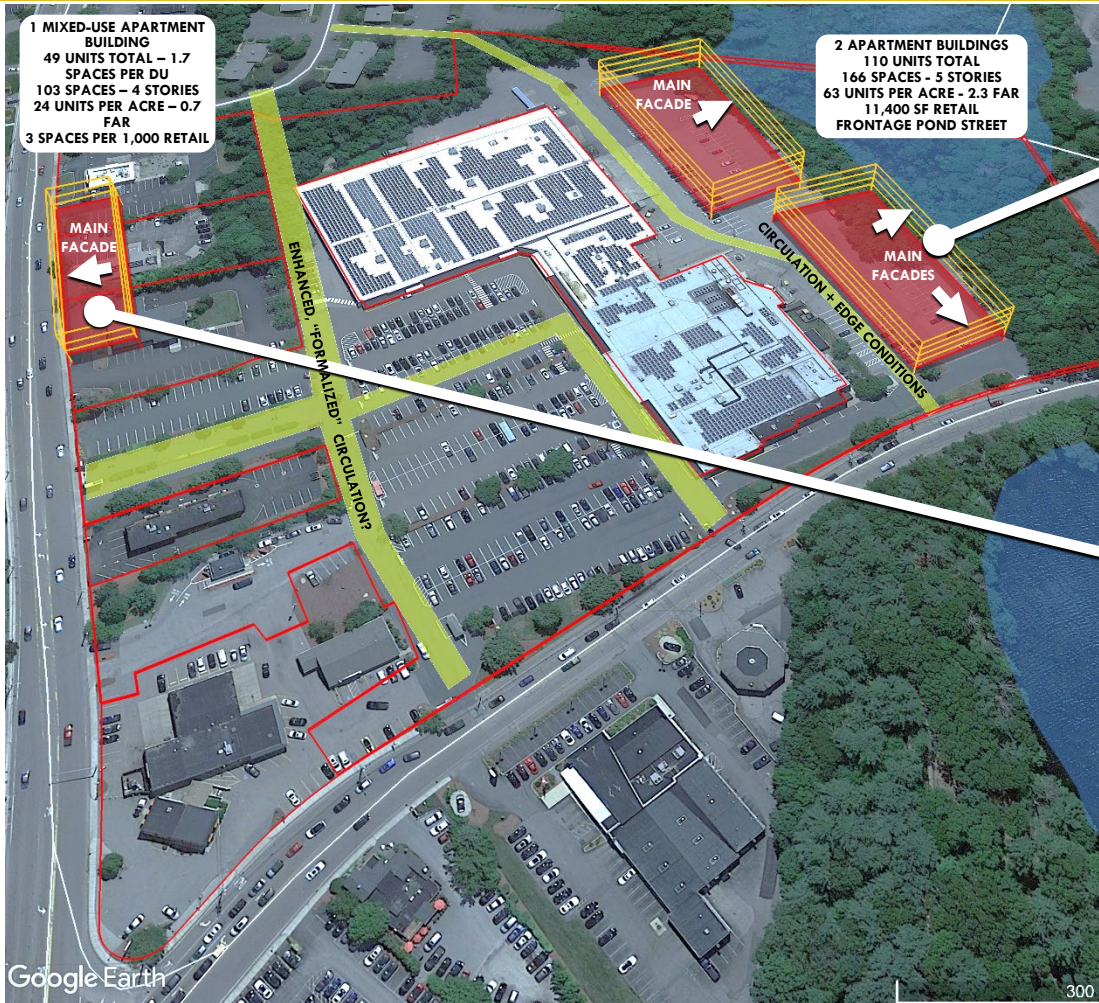 1 MIXED-USE APARTMENT
BUILDING
49 UNITS TOTAL – 1.7
SPACES PER DU
103 SPACES – 4 STORIES
24 UNITS PER ACRE – 0.7
FAR
3 SPACES PER 1,000 RETAIL
2 APARTMENT BUILDINGS
110 UNITS TOTAL
166 SPACES - 5 STORIES
63 UNITS PER ACRE - 2.3 FAR
11,400 SF RETAIL
FRONTAGE POND STREET
MAIN
FACADE
MAIN
FACADE
MAIN
FACADES
ENHANCED, "FORMALIZED" CIRCULATION?
CIRCULATION + EDGE CONDITIONS
Google Earth
300